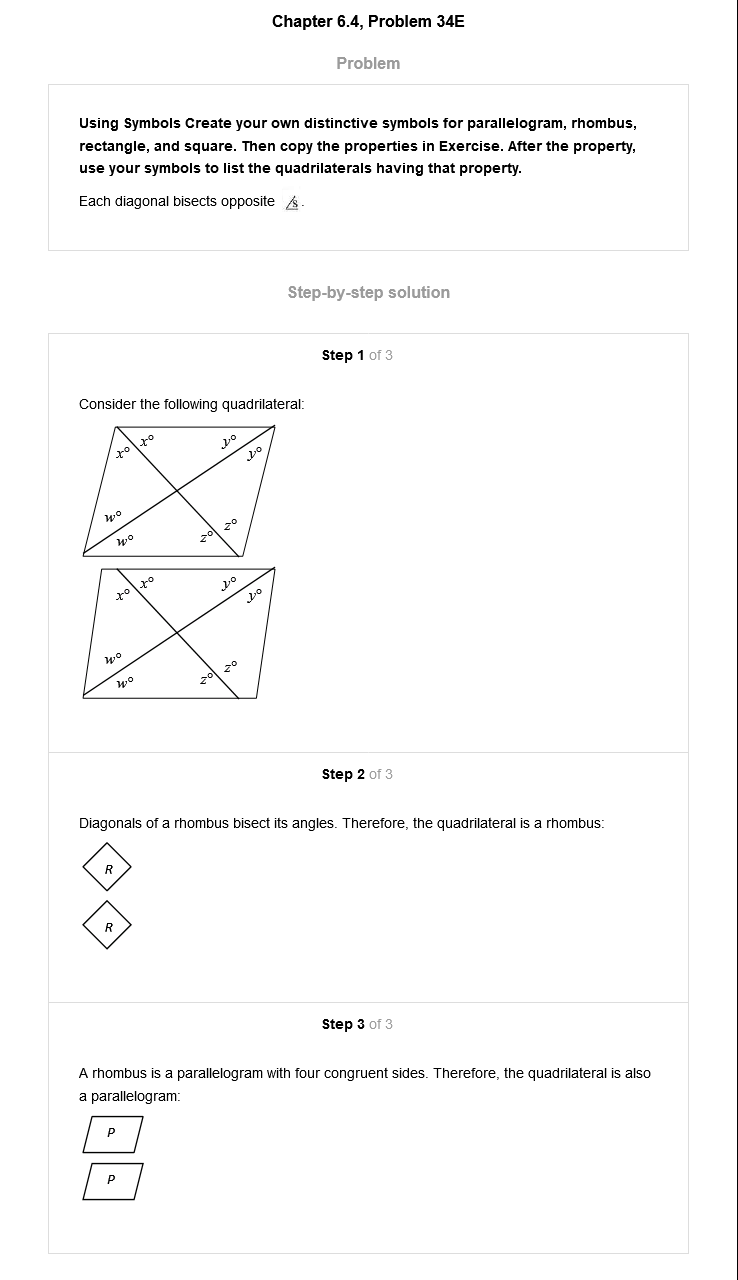 Chapter 6.4, Problem 34E
Problem
Using Symbols Create your own distinctive symbols for parallelogram, rhombus,
rectangle, and square. Then copy the properties in Exercise. After the property,
use your symbols to list the quadrilaterals having that property.
Each diagonal bisects opposite ∠s.
Step-by-step solution
Step 1 of 3
Consider the following quadrilateral:
x° y°
x° y°
w° z°
w° z°
x° y°
x° y°
w° z°
w° z°
Step 2 of 3
Diagonals of a rhombus bisect its angles. Therefore, the quadrilateral is a rhombus:
R
R
Step 3 of 3
A rhombus is a parallelogram with four congruent sides. Therefore, the quadrilateral is also
a parallelogram:
P
P